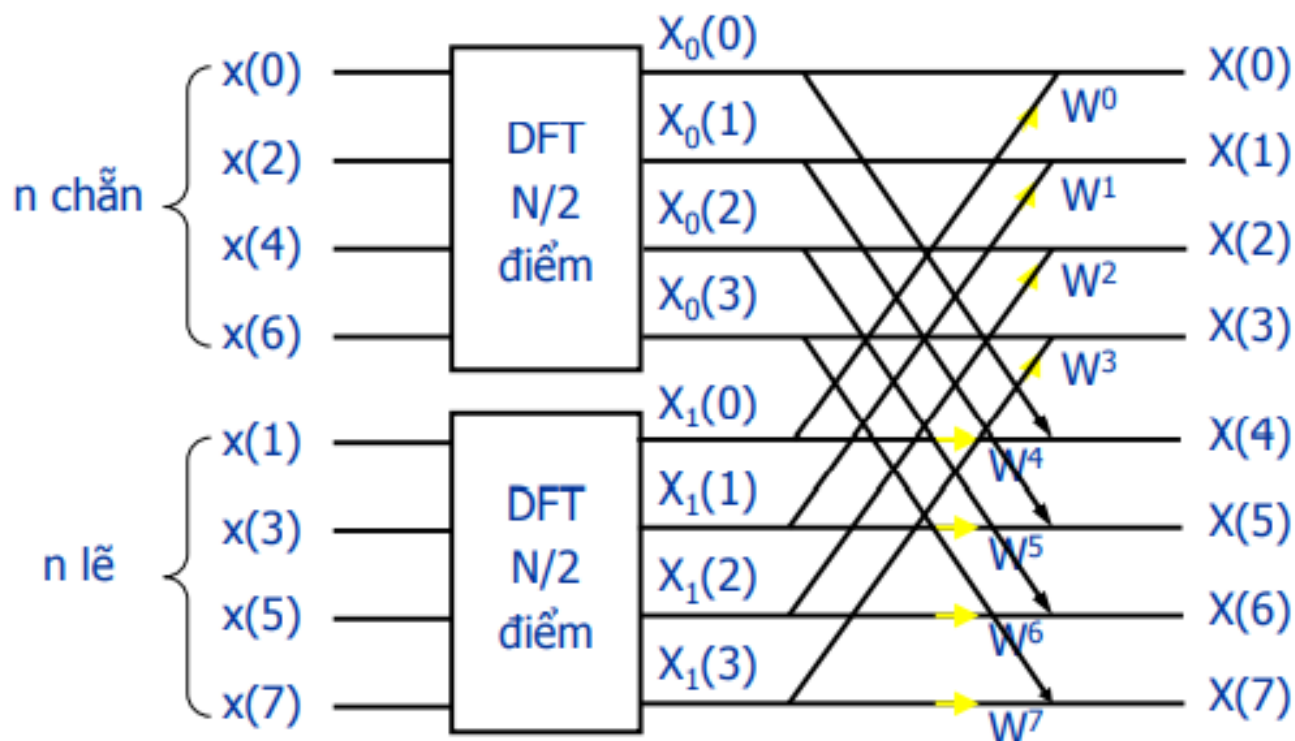 n chẵn
x(0)
x(2)
x(4)
x(6)
DFT
N/2
điểm
X₀(0)
X₀(1)
X₀(2)
X₀(3)
W⁰
W¹
W²
W³
X(0)
X(1)
X(2)
X(3)
n lẽ
x(1)
x(3)
x(5)
x(7)
DFT
N/2
điểm
X₁(0)
X₁(1)
X₁(2)
X₁(3)
W⁴
W⁵
W⁶
W⁷
X(4)
X(5)
X(6)
X(7)